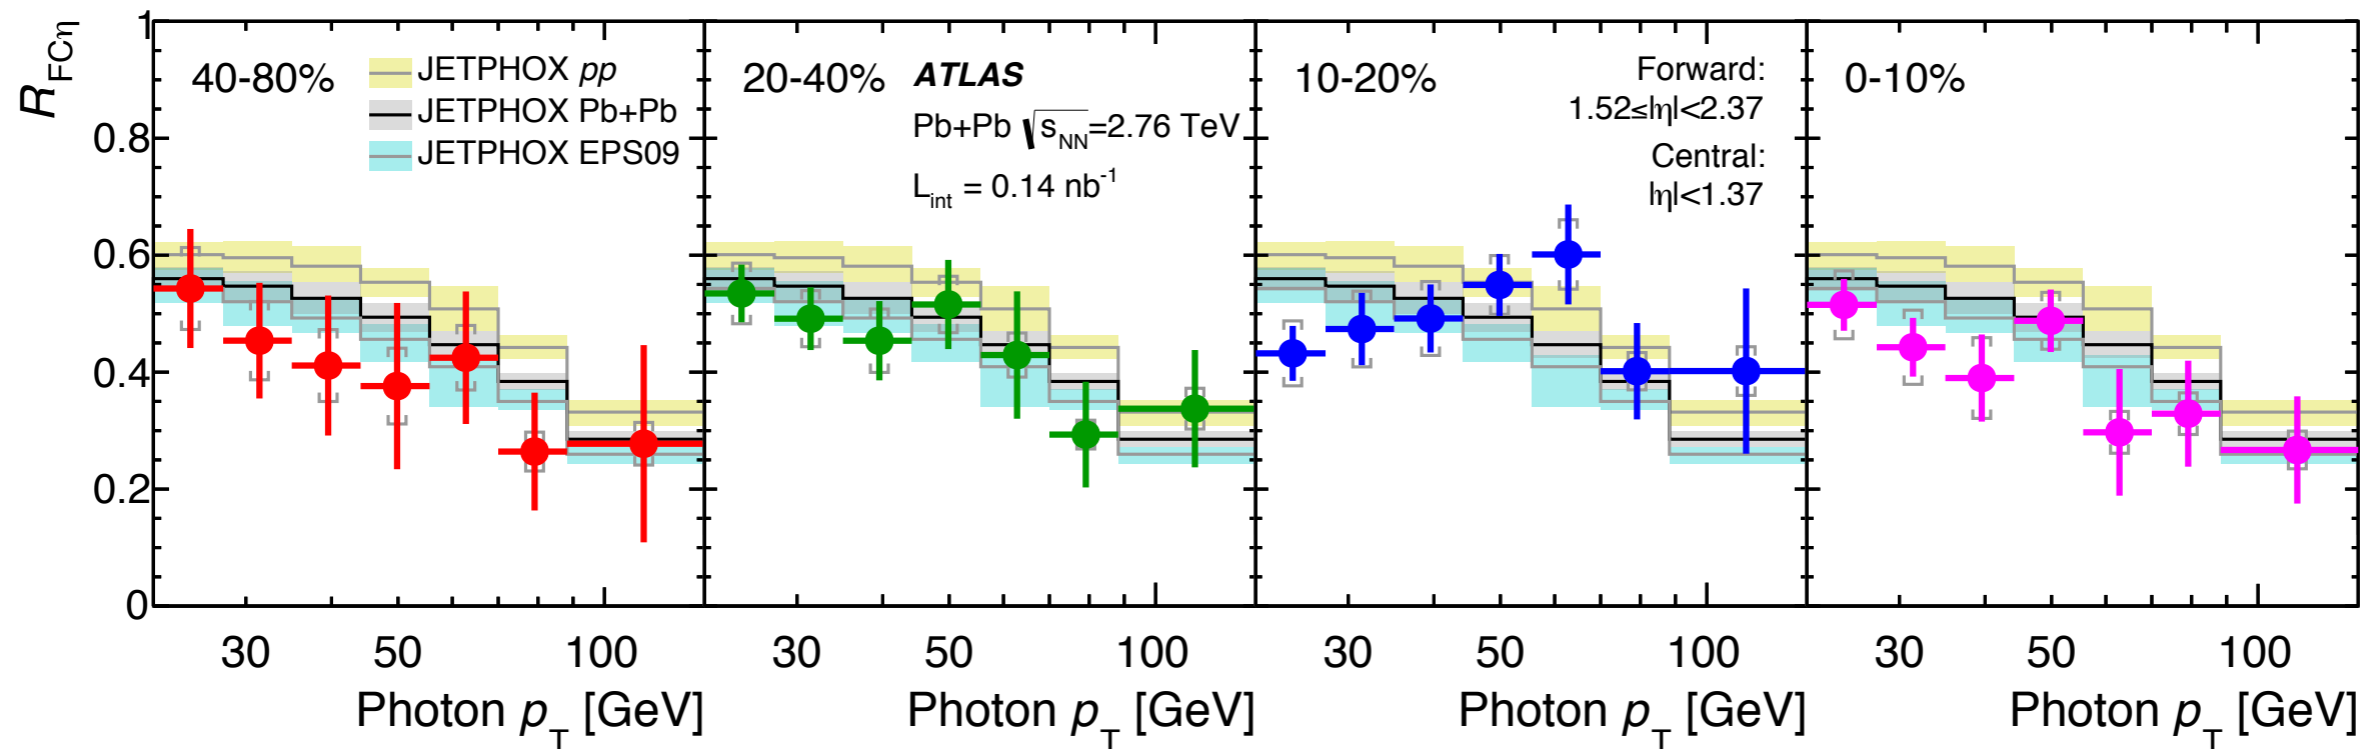 R_FCη
1
0.8
0.6
0.4
0.2
0
40-80%
JETPHOX pp
JETPHOX Pb+Pb
JETPHOX EPS09
20-40%
ATLAS
Pb+Pb √s_NN=2.76 TeV
L_int = 0.14 nb⁻¹
10-20%
Forward:
1.52≤|η|<2.37
Central:
|η|<1.37
0-10%
30 50 100
30 50 100
30 50 100
30 50 100
Photon p_T [GeV]
Photon p_T [GeV]
Photon p_T [GeV]
Photon p_T [GeV]